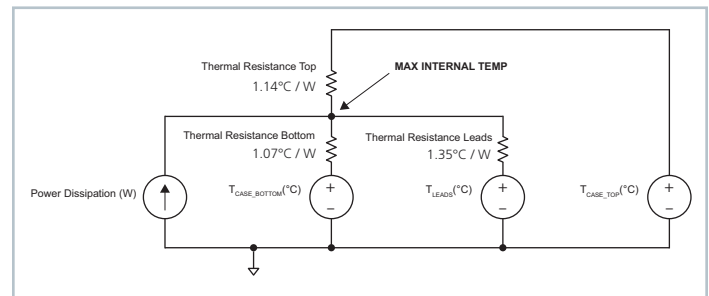 Thermal Resistance Top
1.14°C / W
MAX INTERNAL TEMP
Thermal Resistance Bottom
1.07°C / W
Thermal Resistance Leads
1.35°C / W
Power Dissipation (W)
T_CASE_BOTTOM(°C)
+
–
T_LEADS(°C)
+
–
T_CASE_TOP(°C)
+
–